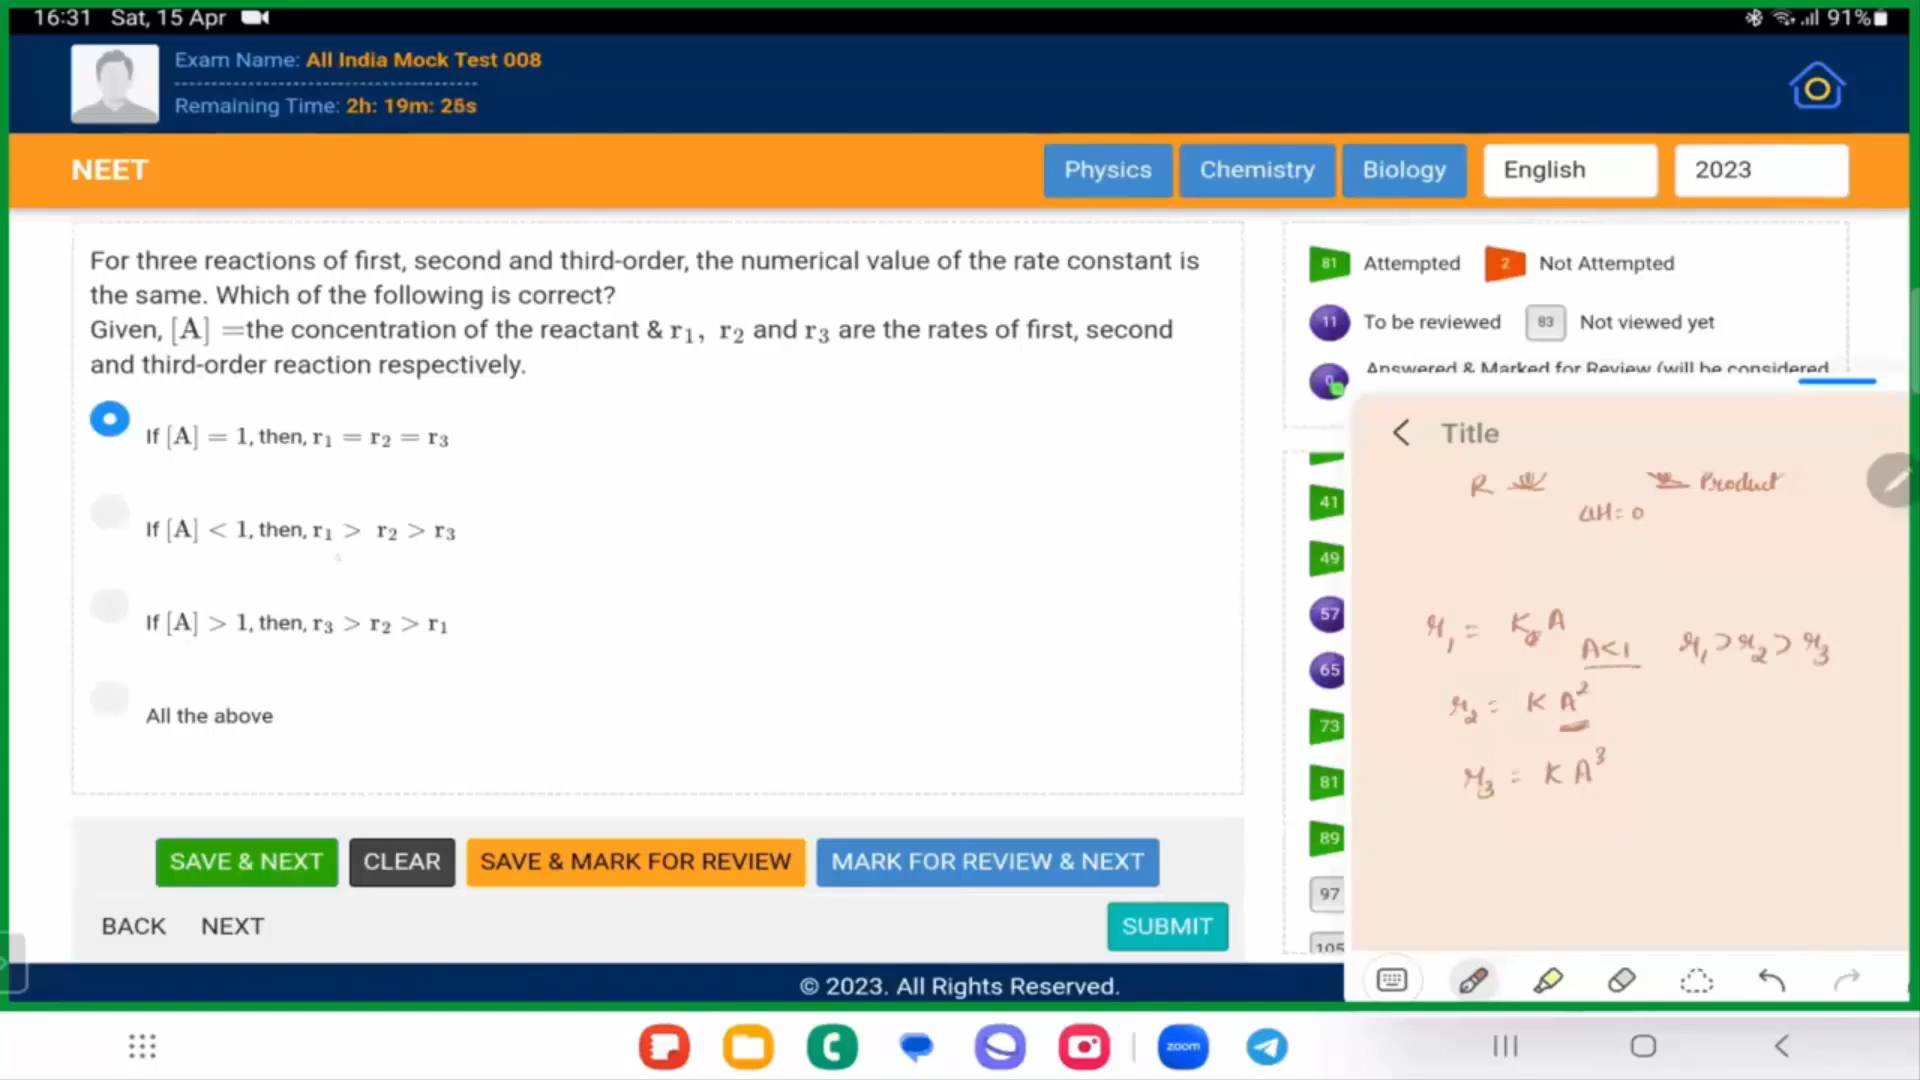 16:31 Sat, 15 Apr 91%
Exam Name: All India Mock Test 008
Remaining Time: 2h: 19m: 26s
NEET Physics Chemistry Biology English 2023
For three reactions of first, second and third-order, the numerical value of the rate constant is
the same. Which of the following is correct?
Given, [A] =the concentration of the reactant & r₁, r₂ and r₃ are the rates of first, second
and third-order reaction respectively.
If [A] = 1, then, r₁ = r₂ = r₃
If [A] < 1, then, r₁ > r₂ > r₃
If [A] > 1, then, r₃ > r₂ > r₁
All the above
SAVE & NEXT CLEAR SAVE & MARK FOR REVIEW MARK FOR REVIEW & NEXT
BACK NEXT SUBMIT
© 2023. All Rights Reserved.
81 Attempted 2 Not Attempted
11 To be reviewed 83 Not viewed yet
0 Answered & Marked for Review (will be considered
41
49
57
65
73
81
89
97
105
Title
R Product
ΔH = 0
r₁ = K A
A<1 r₁ > r₂ > r₃
r₂ = K A²
r₃ = K A³
zoom